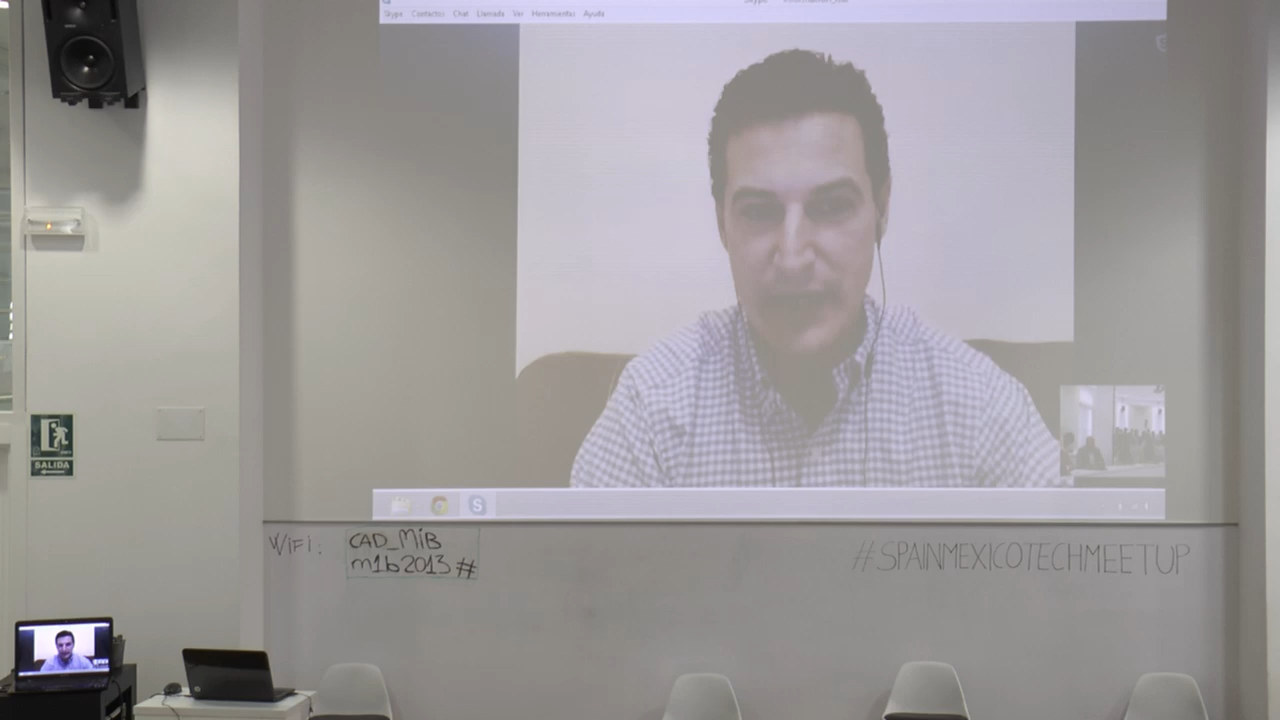 Skype Contactos Chat Llamada Ver Herramientas Ayuda
SALIDA
WiFi:
CAD_MiB
m1b2013#
#SPAINMEXICOTECHMEETUP